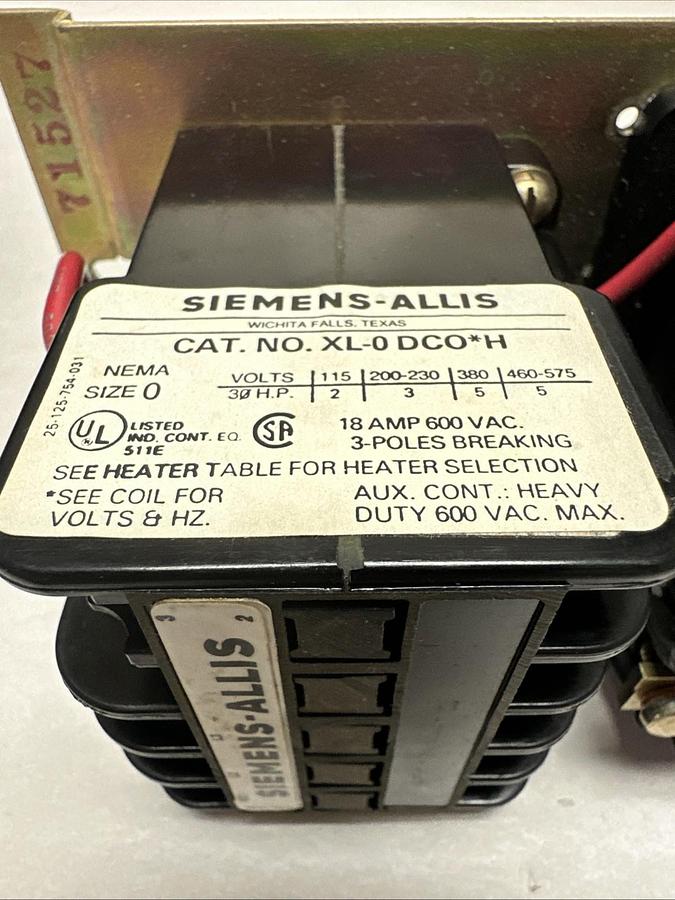 71527
SIEMENS-ALLIS
WICHITA FALLS, TEXAS
CAT. NO. XL-0 DCO*H
NEMA
SIZE 0
VOLTS 115 200-230 380 460-575
3Ø H.P. 2 3 5 5
25-125-754-031
UL LISTED
IND. CONT. EQ.
511E
SA
18 AMP 600 VAC.
3-POLES BREAKING
SEE HEATER TABLE FOR HEATER SELECTION
*SEE COIL FOR
VOLTS & HZ.
AUX. CONT.: HEAVY
DUTY 600 VAC. MAX.
3 2
SIEMENS-ALLIS